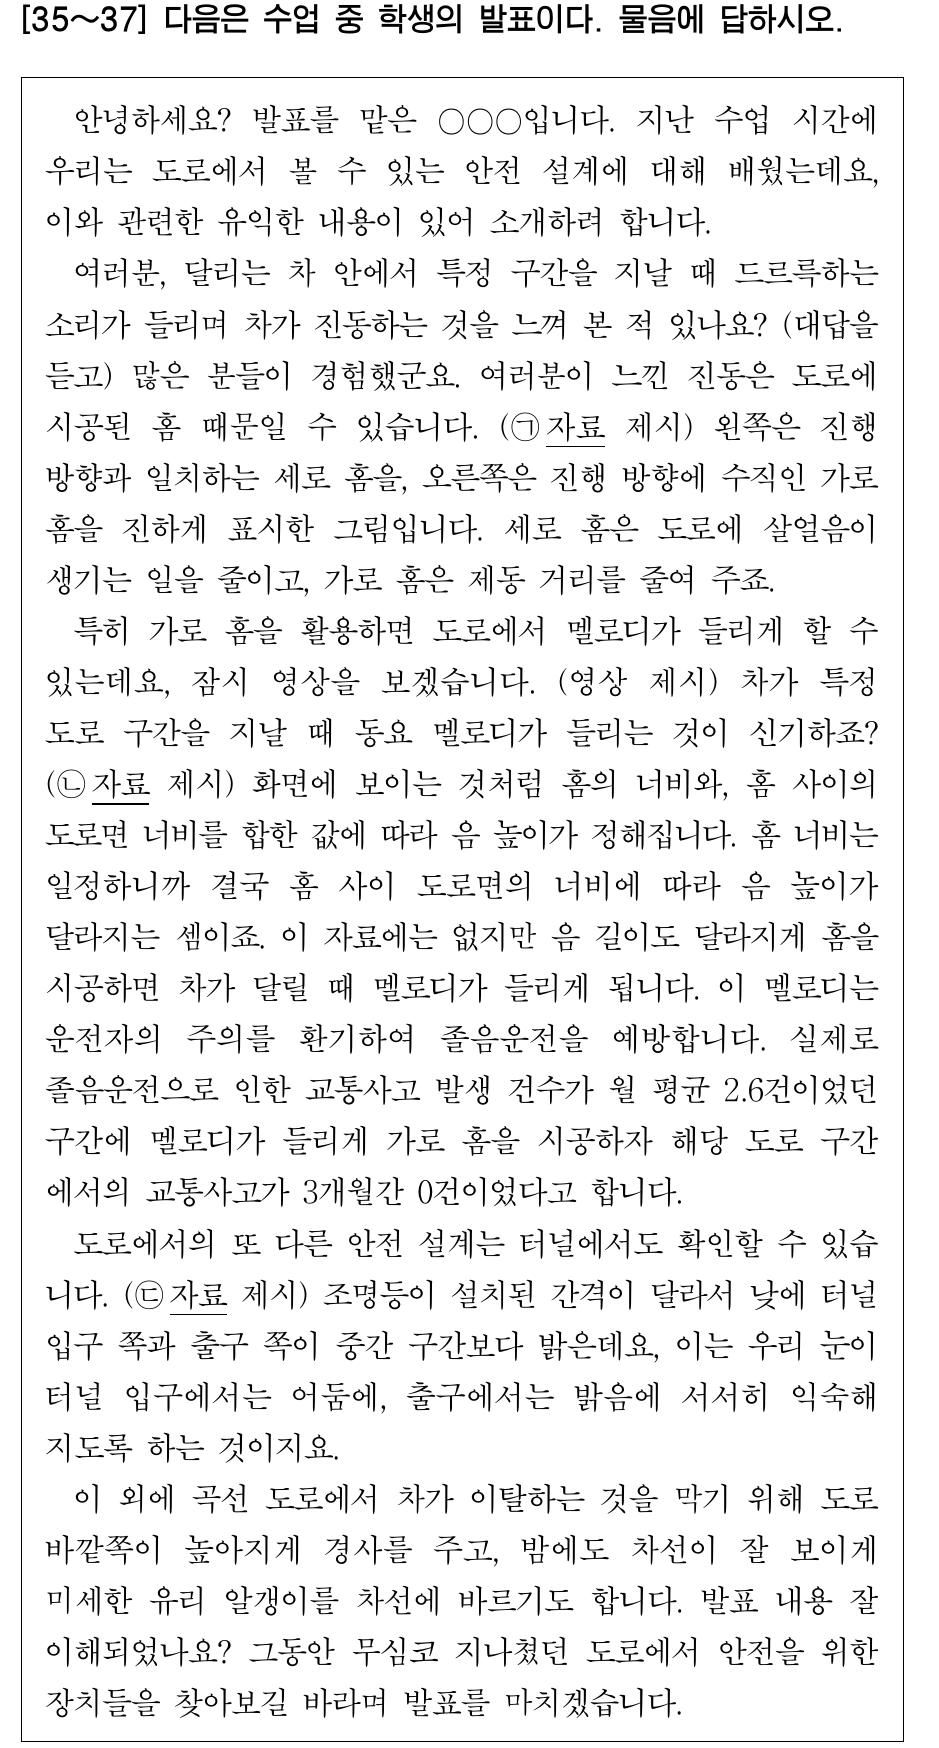 [35～37] 다음은 수업 중 학생의 발표이다. 물음에 답하시오.
안녕하세요? 발표를 맡은 ○○○입니다. 지난 수업 시간에
우리는 도로에서 볼 수 있는 안전 설계에 대해 배웠는데요,
이와 관련한 유익한 내용이 있어 소개하려 합니다.
여러분, 달리는 차 안에서 특정 구간을 지날 때 드르륵하는
소리가 들리며 차가 진동하는 것을 느껴 본 적 있나요? (대답을
듣고) 많은 분들이 경험했군요. 여러분이 느낀 진동은 도로에
시공된 홈 때문일 수 있습니다. (㉠자료 제시) 왼쪽은 진행
방향과 일치하는 세로 홈을, 오른쪽은 진행 방향에 수직인 가로
홈을 진하게 표시한 그림입니다. 세로 홈은 도로에 살얼음이
생기는 일을 줄이고, 가로 홈은 제동 거리를 줄여 주죠.
특히 가로 홈을 활용하면 도로에서 멜로디가 들리게 할 수
있는데요, 잠시 영상을 보겠습니다. (영상 제시) 차가 특정
도로 구간을 지날 때 동요 멜로디가 들리는 것이 신기하죠?
(㉡자료 제시) 화면에 보이는 것처럼 홈의 너비와, 홈 사이의
도로면 너비를 합한 값에 따라 음 높이가 정해집니다. 홈 너비는
일정하니까 결국 홈 사이 도로면의 너비에 따라 음 높이가
달라지는 셈이죠. 이 자료에는 없지만 음 길이도 달라지게 홈을
시공하면 차가 달릴 때 멜로디가 들리게 됩니다. 이 멜로디는
운전자의 주의를 환기하여 졸음운전을 예방합니다. 실제로
졸음운전으로 인한 교통사고 발생 건수가 월 평균 2.6건이었던
구간에 멜로디가 들리게 가로 홈을 시공하자 해당 도로 구간
에서의 교통사고가 3개월간 0건이었다고 합니다.
도로에서의 또 다른 안전 설계는 터널에서도 확인할 수 있습
니다. (㉢자료 제시) 조명등이 설치된 간격이 달라서 낮에 터널
입구 쪽과 출구 쪽이 중간 구간보다 밝은데요, 이는 우리 눈이
터널 입구에서는 어둠에, 출구에서는 밝음에 서서히 익숙해
지도록 하는 것이지요.
이 외에 곡선 도로에서 차가 이탈하는 것을 막기 위해 도로
바깥쪽이 높아지게 경사를 주고, 밤에도 차선이 잘 보이게
미세한 유리 알갱이를 차선에 바르기도 합니다. 발표 내용 잘
이해되었나요? 그동안 무심코 지나쳤던 도로에서 안전을 위한
장치들을 찾아보길 바라며 발표를 마치겠습니다.